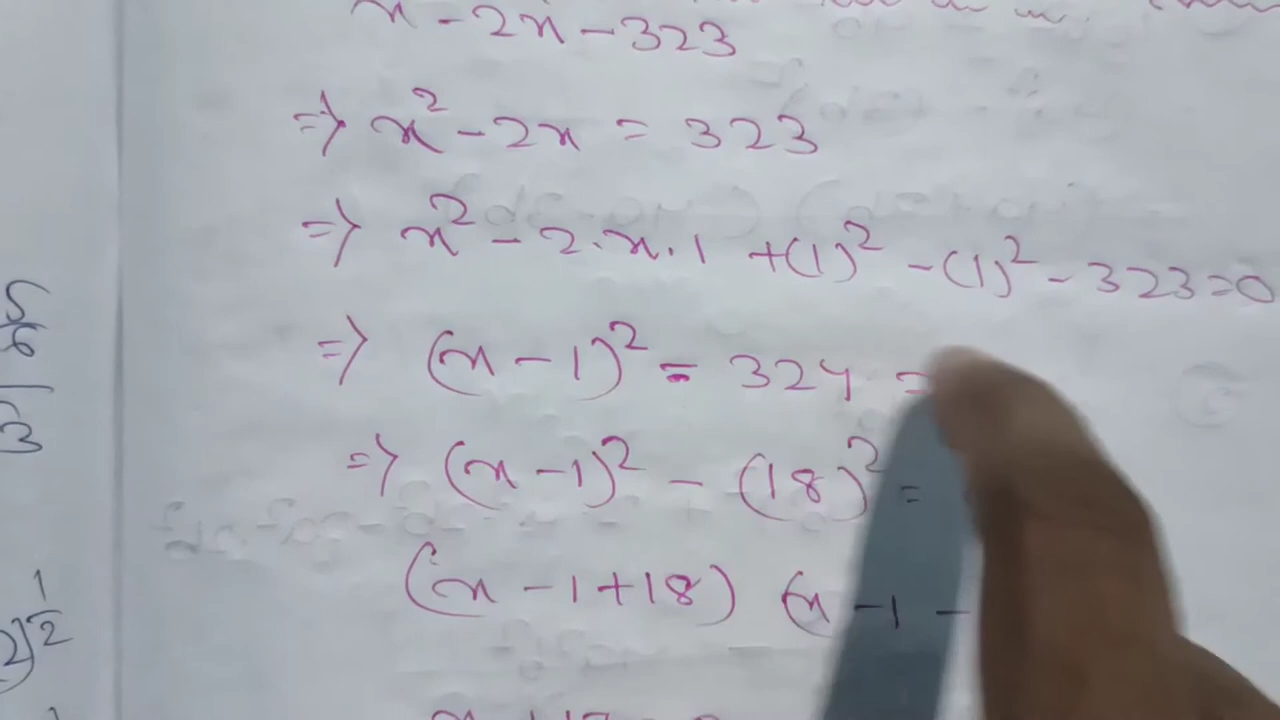 x - 2x - 323
=> x² - 2x = 323
=> x² - 2.x.1 + (1)² - (1)² - 323 = 0
=> (x - 1)² = 324 =
=> (x - 1)² - (18)² =
(x - 1 + 18) (x - 1 -